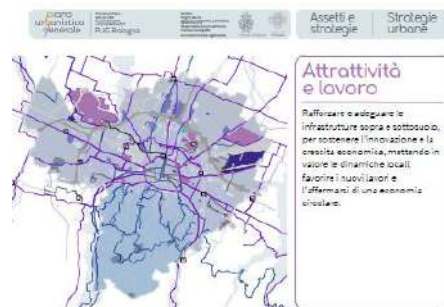 piano
urbanistico
generale
PUG Bologna
Assetti e
strategie
Strategie
urbane
Attrattività
e lavoro
Rafforzare e adeguare le
infrastrutture sopra e sottosuolo,
per sostenere l'innovazione e la
crescita economica, mettendo in
valore le dinamiche locali,
favorire i nuovi lavori e
l'affermarsi di una economia
circolare.